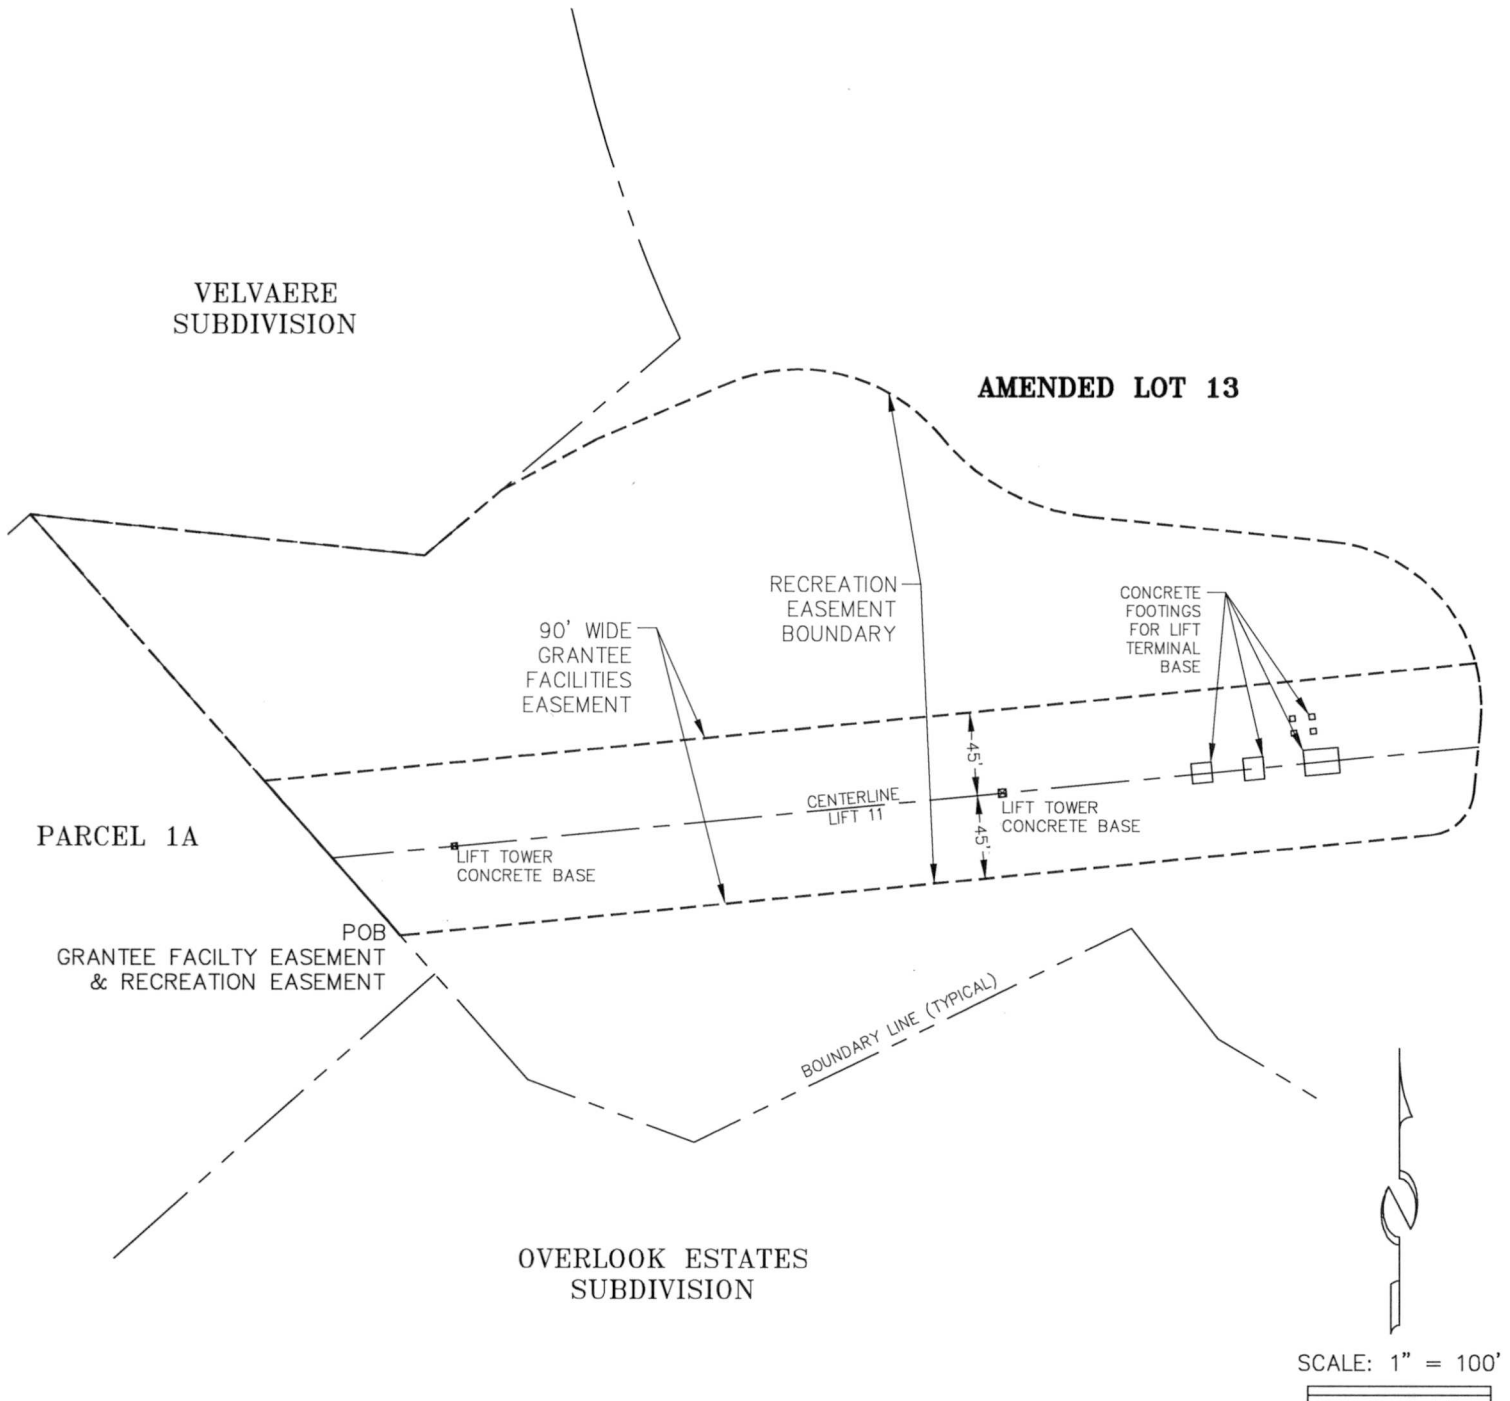 VELVAERE
SUBDIVISION
AMENDED LOT 13
RECREATION
EASEMENT
BOUNDARY
CONCRETE
FOOTINGS
FOR LIFT
TERMINAL
BASE
90' WIDE
GRANTEE
FACILITIES
EASEMENT
45'
CENTERLINE
LIFT 11
LIFT TOWER
CONCRETE BASE
45'
PARCEL 1A
LIFT TOWER
CONCRETE BASE
POB
GRANTEE FACILTY EASEMENT
& RECREATION EASEMENT
BOUNDARY LINE (TYPICAL)
OVERLOOK ESTATES
SUBDIVISION
SCALE: 1" = 100'